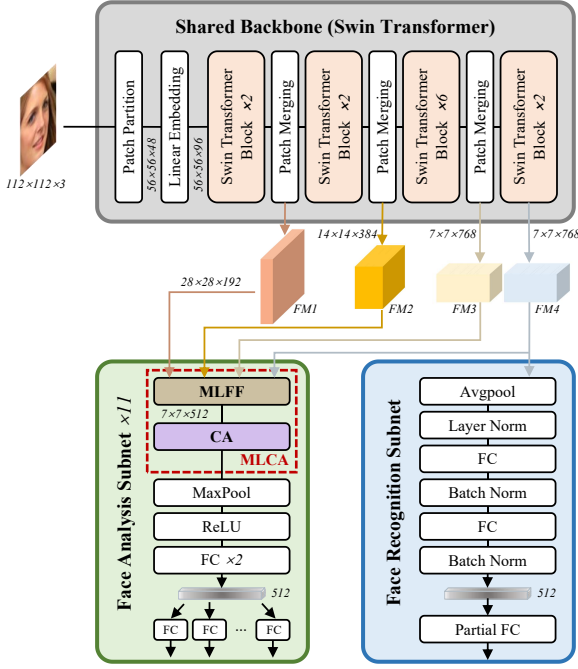 Shared Backbone (Swin Transformer)
112×112×3
Patch Partition
56×56×48
Linear Embedding
56×56×96
Swin Transformer
Block ×2
Patch Merging
Swin Transformer
Block ×2
Patch Merging
Swin Transformer
Block ×6
Patch Merging
Swin Transformer
Block ×2
28×28×192
14×14×384
7×7×768
7×7×768
FM1
FM2
FM3
FM4
Face Analysis Subnet ×11
MLFF
7×7×512
CA
MLCA
MaxPool
ReLU
FC ×2
512
FC
FC
...
FC
Face Recognition Subnet
Avgpool
Layer Norm
FC
Batch Norm
FC
Batch Norm
512
Partial FC